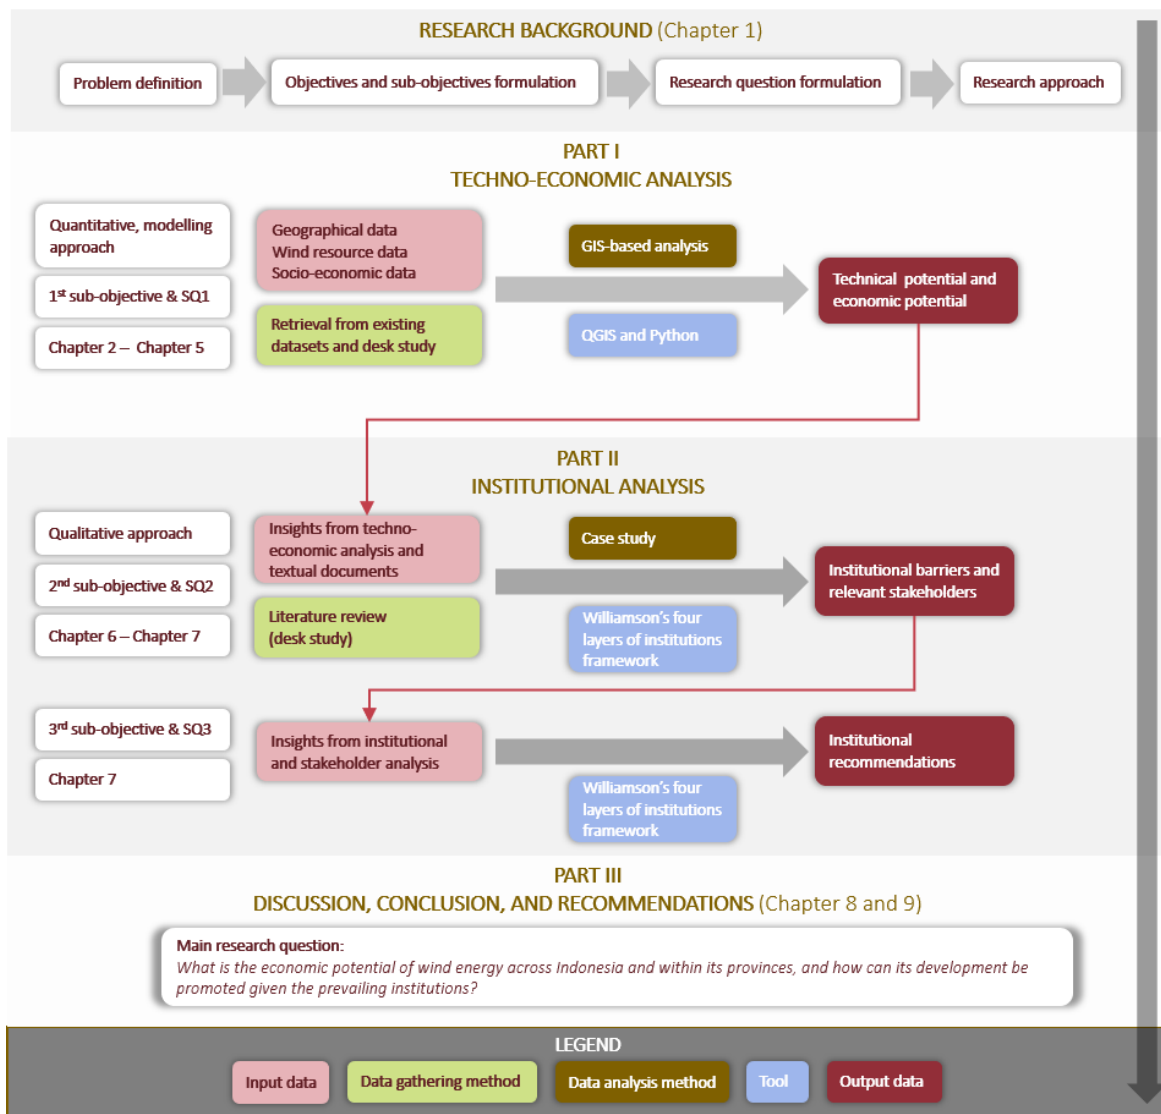 RESEARCH BACKGROUND (Chapter 1)
Problem definition
Objectives and sub-objectives formulation
Research question formulation
Research approach
PART I
TECHNO-ECONOMIC ANALYSIS
Quantitative, modelling
approach
1st sub-objective & SQ1
Chapter 2 – Chapter 5
Geographical data
Wind resource data
Socio-economic data
Retrieval from existing
datasets and desk study
GIS-based analysis
QGIS and Python
Technical potential and
economic potential
PART II
INSTITUTIONAL ANALYSIS
Qualitative approach
2nd sub-objective & SQ2
Chapter 6 – Chapter 7
Insights from techno-
economic analysis and
textual documents
Literature review
(desk study)
Case study
Williamson's four
layers of institutions
framework
Institutional barriers and
relevant stakeholders
3rd sub-objective & SQ3
Chapter 7
Insights from institutional
and stakeholder analysis
Williamson's four
layers of institutions
framework
Institutional
recommendations
PART III
DISCUSSION, CONCLUSION, AND RECOMMENDATIONS (Chapter 8 and 9)
Main research question:
What is the economic potential of wind energy across Indonesia and within its provinces, and how can its development be
promoted given the prevailing institutions?
LEGEND
Input data
Data gathering method
Data analysis method
Tool
Output data